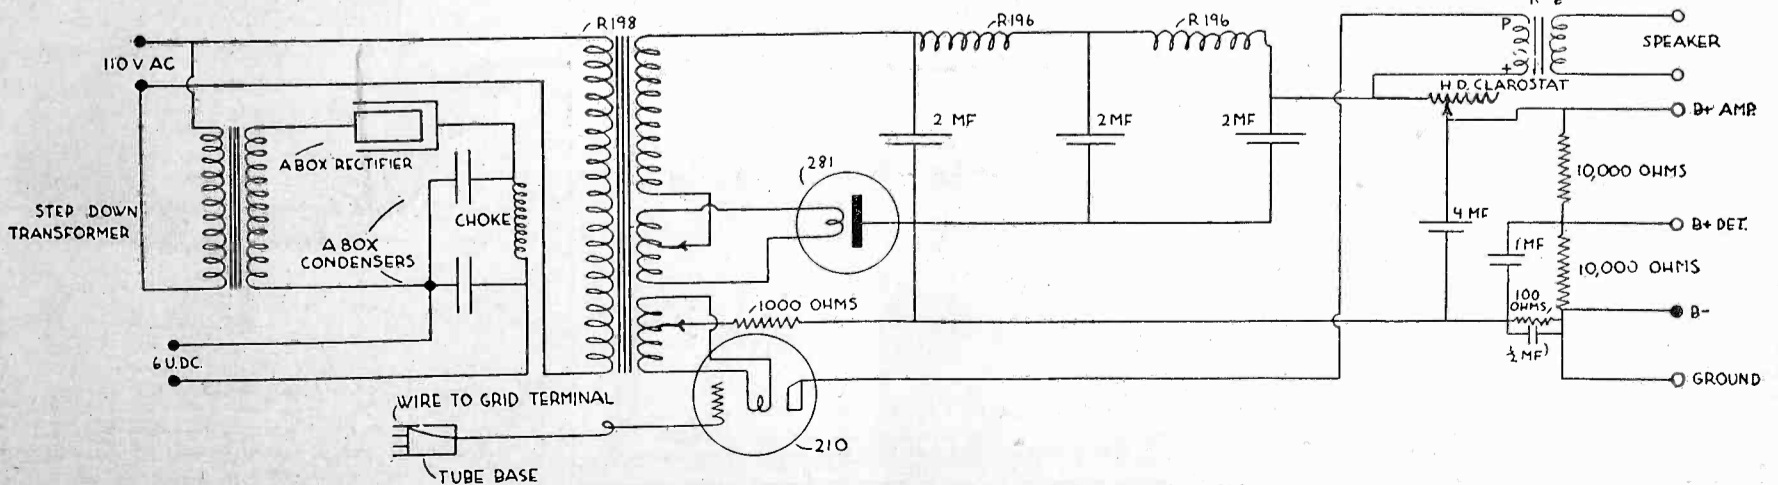 R198
R196
R196
P
+
SPEAKER
110 V AC
H.D. CLAROSTAT
B+ AMP.
2 MF
2 MF
2 MF
A BOX RECTIFIER
281
10,000 OHMS
STEP DOWN
TRANSFORMER
CHOKE
4 MF
B+ DET.
A BOX
CONDENSERS
1 MF
10,000 OHMS
1000 OHMS
100
OHMS,
B-
½ MF
6 V.DC.
GROUND
WIRE TO GRID TERMINAL
210
TUBE BASE